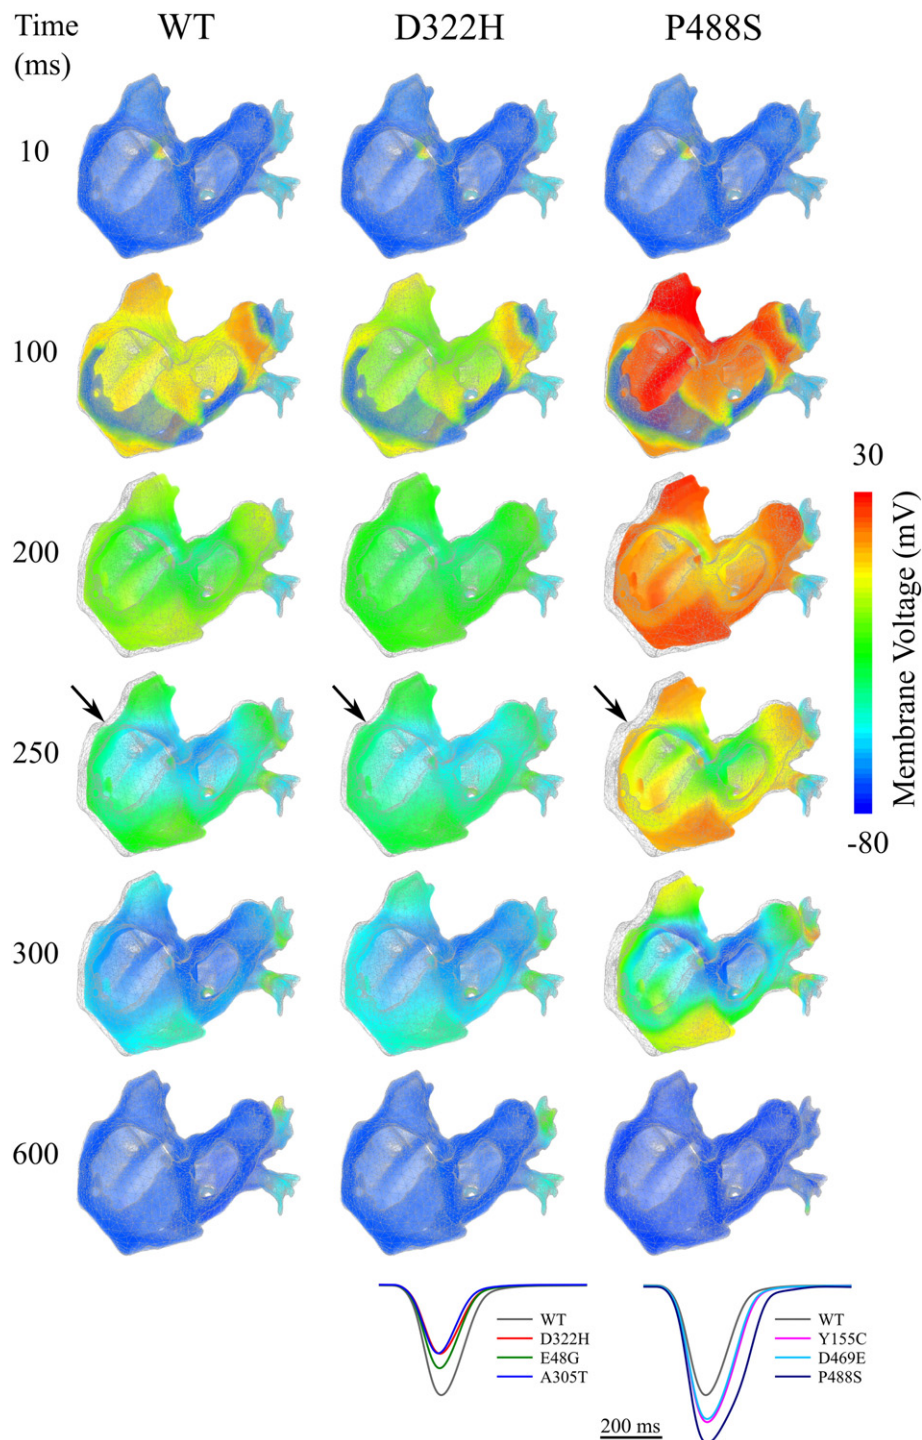 Time
(ms)
WT
D322H
P488S
10
100
200
250
300
600
30
Membrane Voltage (mV)
-80
WT
D322H
E48G
A305T
WT
Y155C
D469E
P488S
200 ms